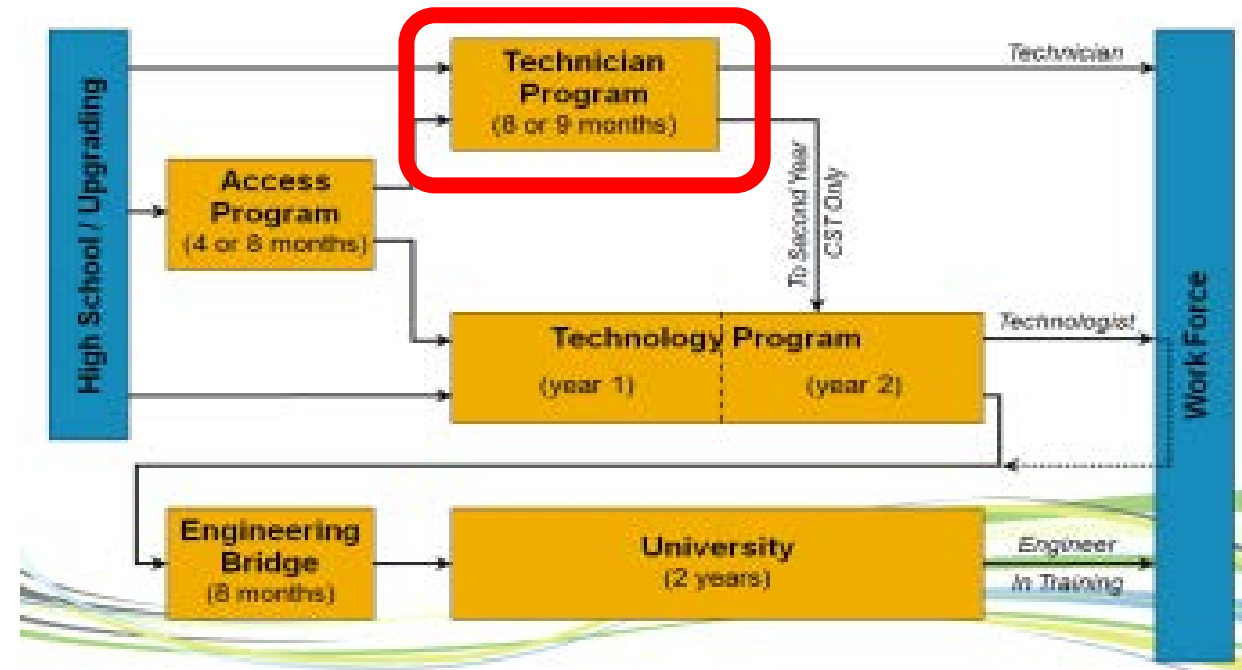 Technician
Program
(8 or 9 months)
Technician
High School / Upgrading
Access
Program
(4 or 8 months)
To Second Year
CST Only
Technology Program
(year 1)
(year 2)
Technologist
Work Force
Engineering
Bridge
(8 months)
University
(2 years)
Engineer
In Training